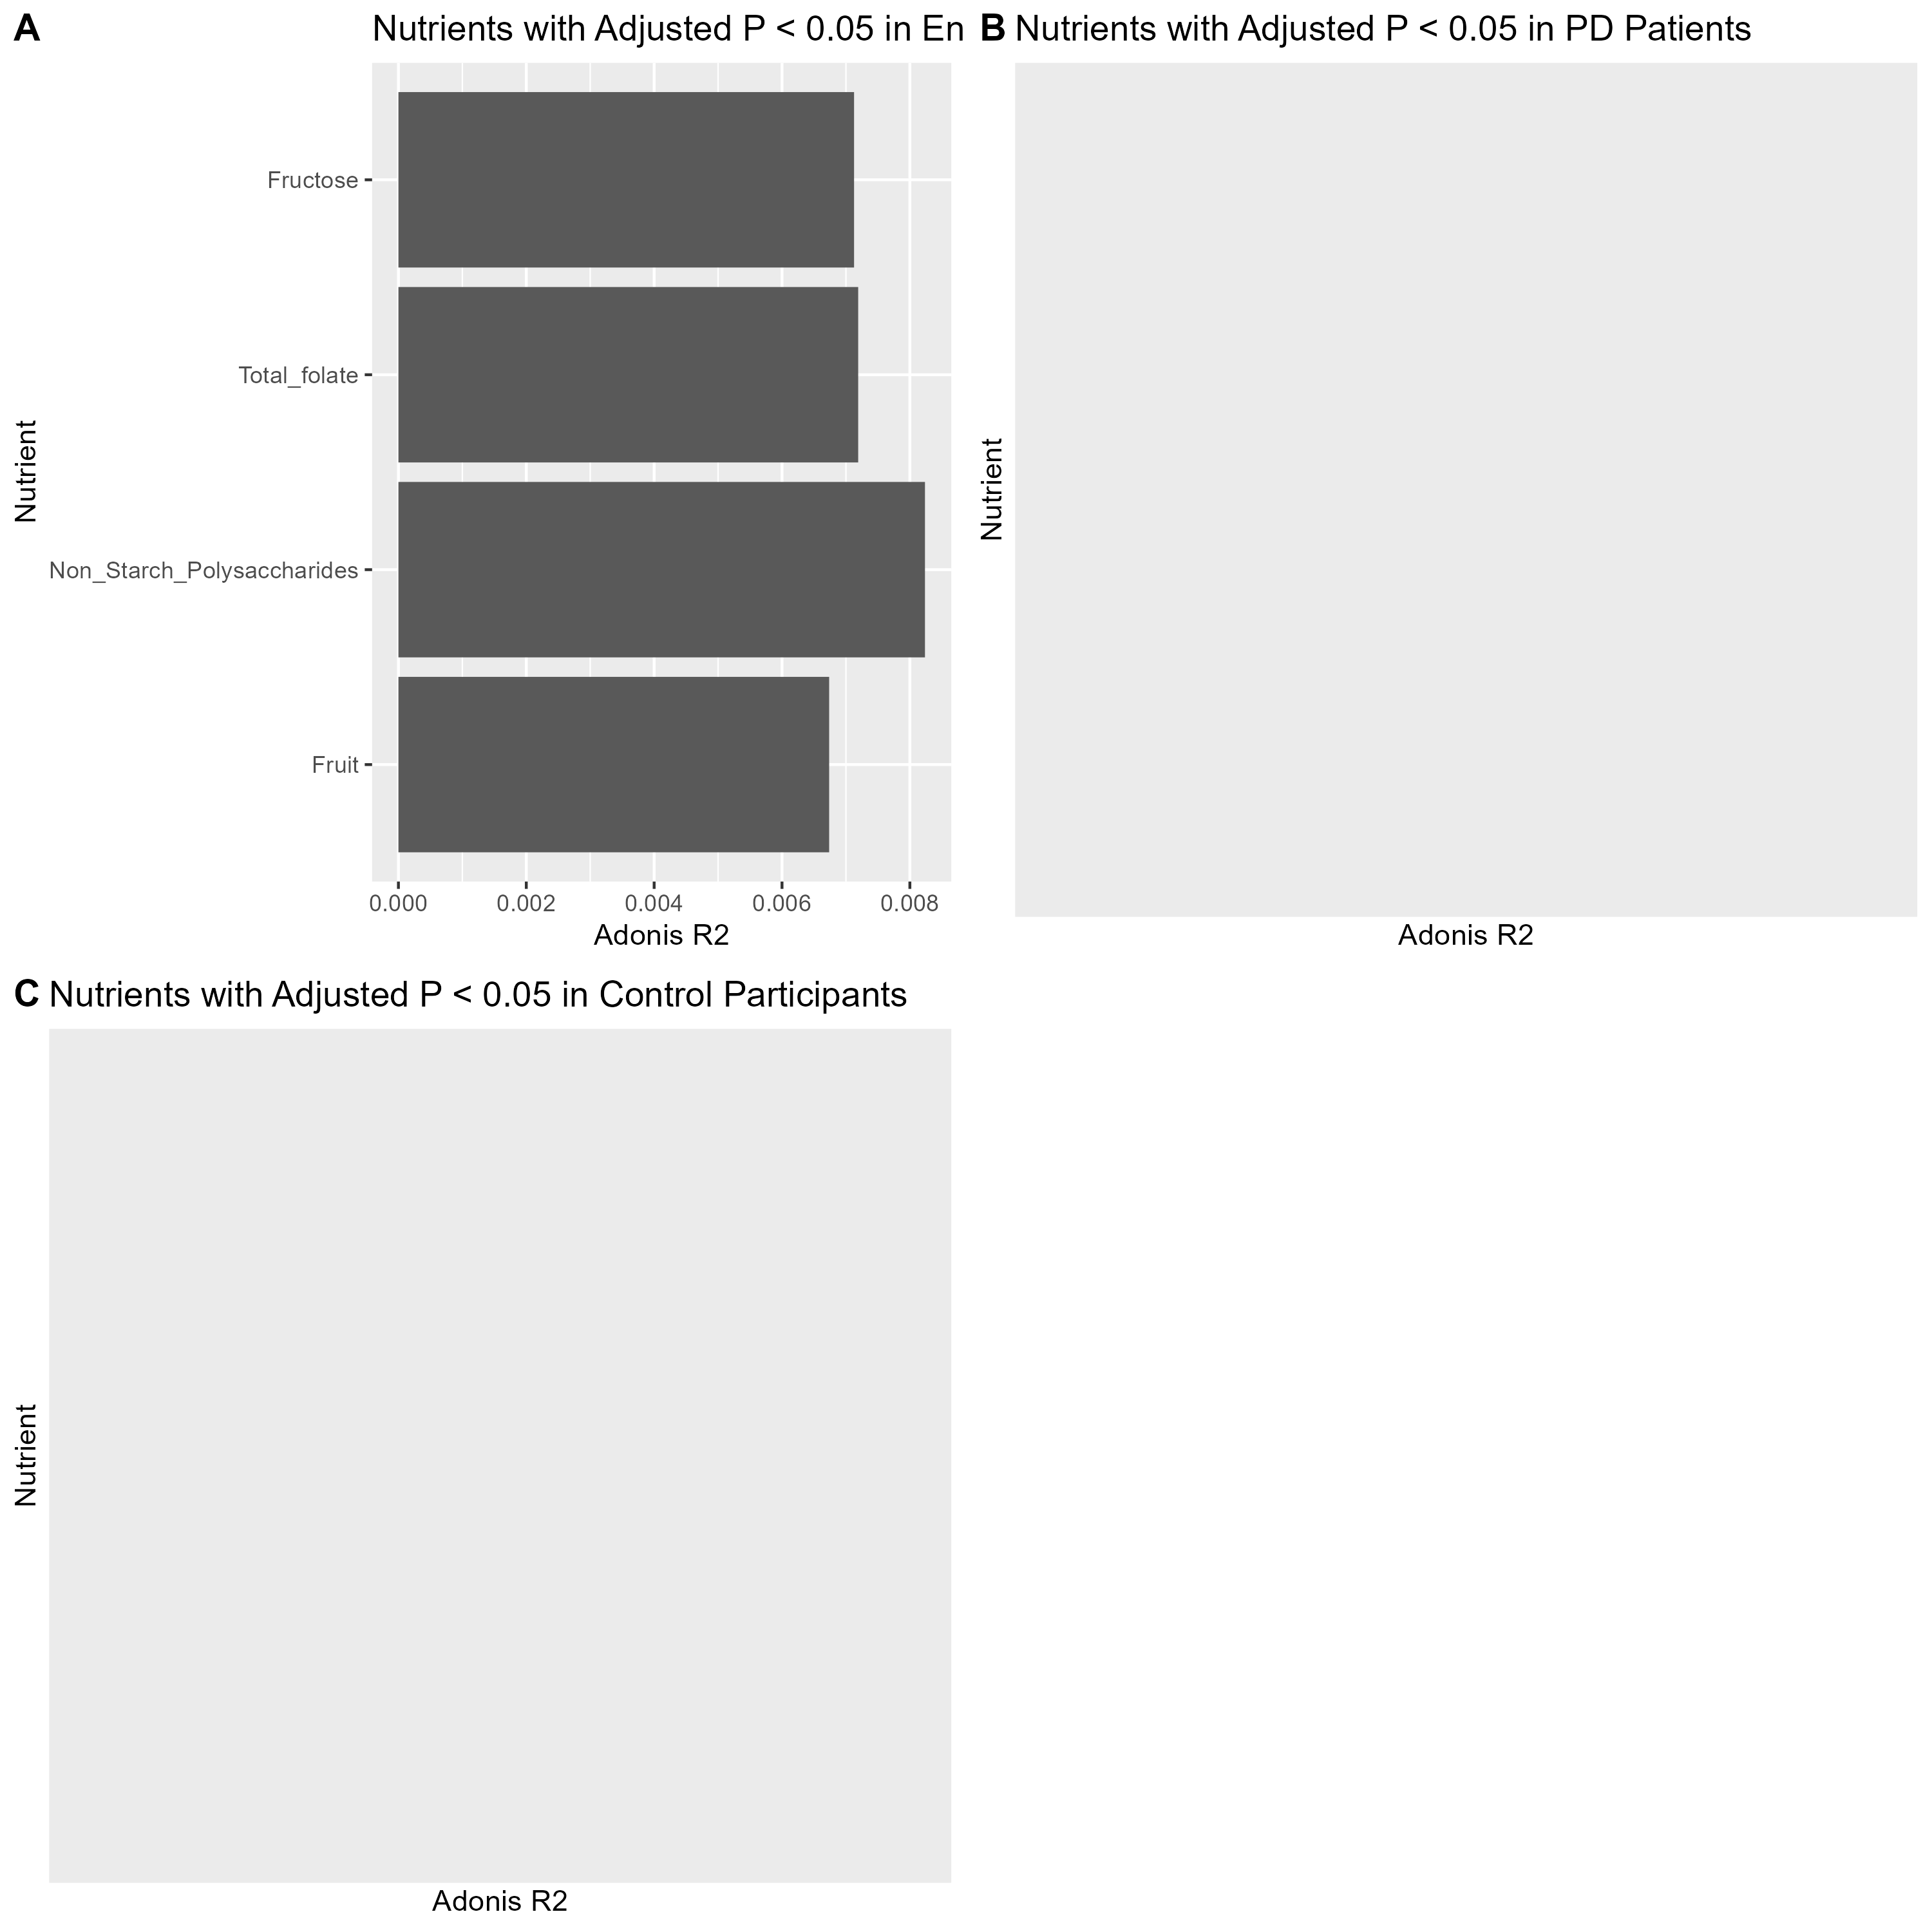 A Nutrients with Adjusted P < 0.05 in En
Nutrient
Fructose
Total_folate
Non_Starch_Polysaccharides
Fruit
0.000 0.002 0.004 0.006 0.008
Adonis R2
B Nutrients with Adjusted P < 0.05 in PD Patients
Nutrient
Adonis R2
C Nutrients with Adjusted P < 0.05 in Control Participants
Nutrient
Adonis R2